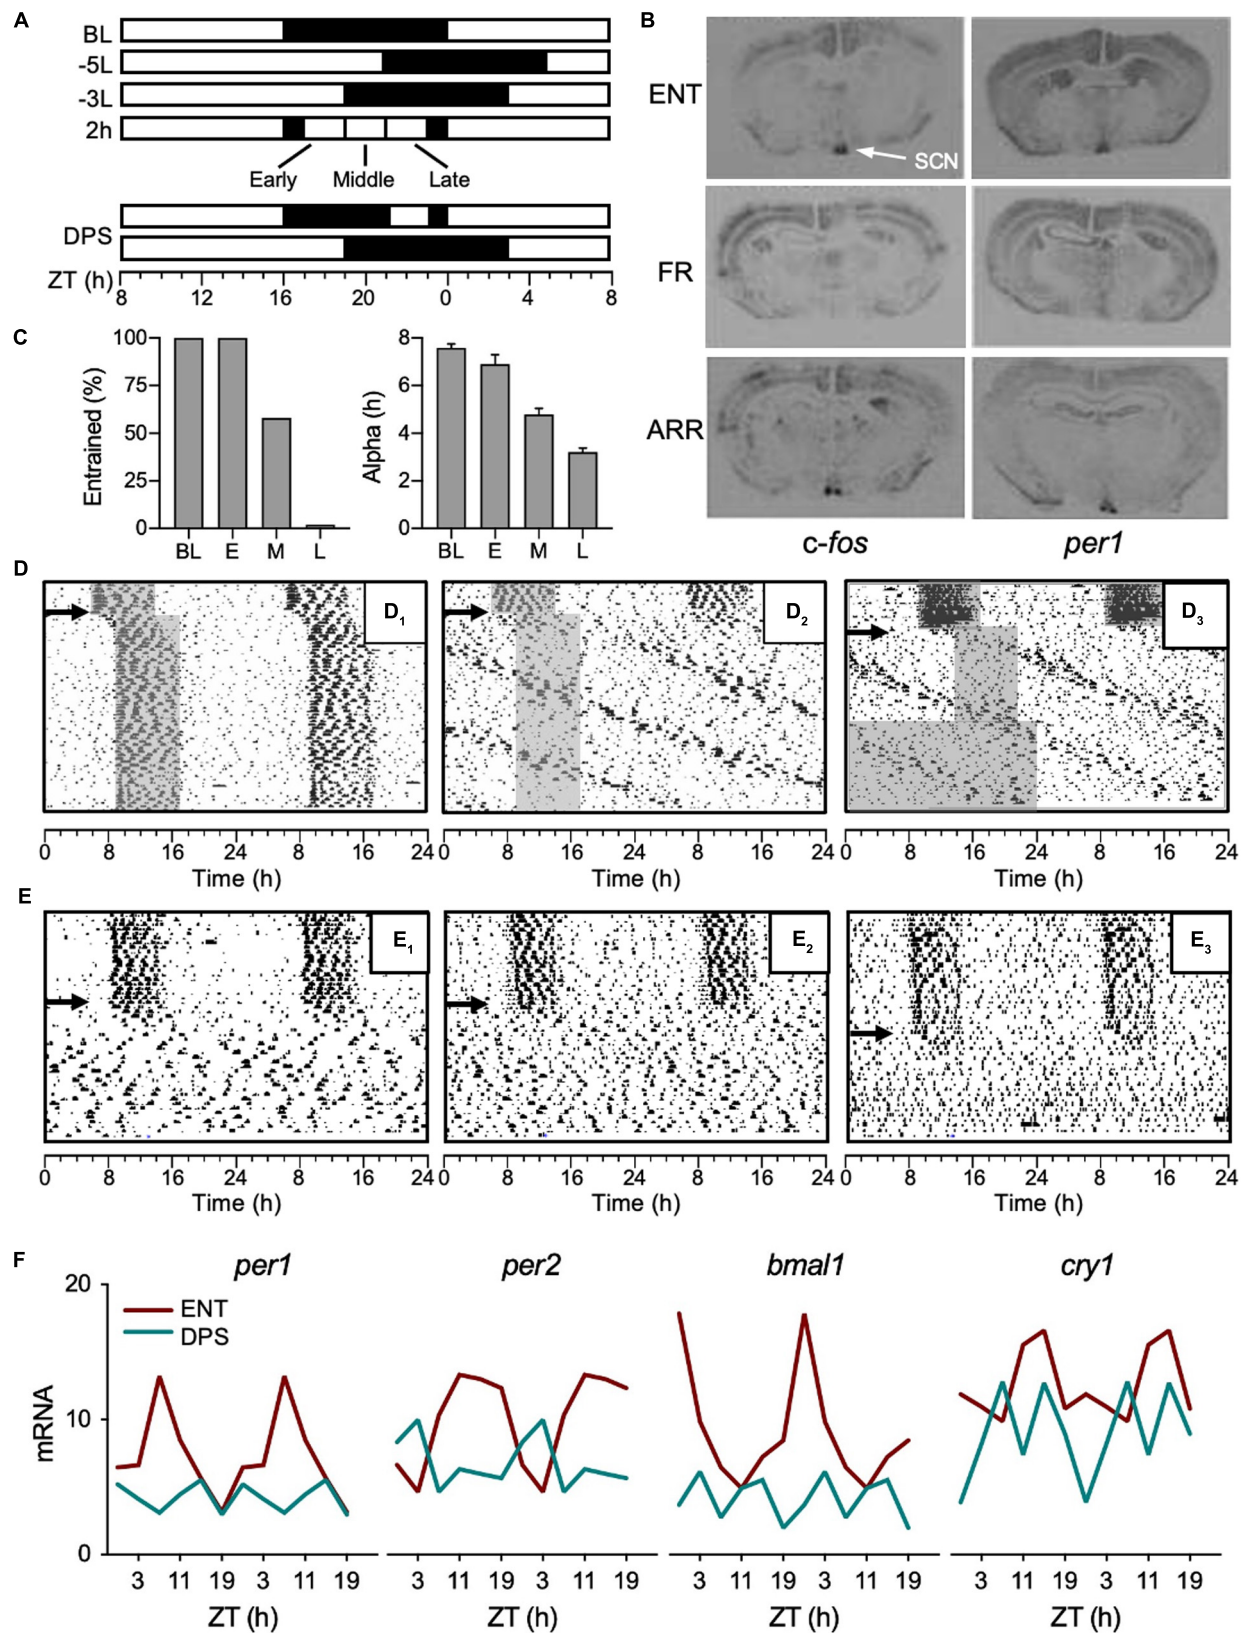 A
BL
-5L
-3L
2h
Early Middle Late
DPS
ZT (h)
8 12 16 20 0 4 8
B
ENT
SCN
FR
ARR
c-fos per1
C
Entrained (%)
100
75
50
25
0
BL E M L
Alpha (h)
8
6
4
2
0
BL E M L
D
D1 D2 D3
0 8 16 24 8 16 24
0 8 16 24 8 16 24
0 8 16 24 8 16 24
Time (h) Time (h) Time (h)
E
E1 E2 E3
0 8 16 24 8 16 24
0 8 16 24 8 16 24
0 8 16 24 8 16 24
Time (h) Time (h) Time (h)
F
per1 per2 bmal1 cry1
ENT
DPS
mRNA
20
10
0
3 11 19 3 11 19
3 11 19 3 11 19
3 11 19 3 11 19
3 11 19 3 11 19
ZT (h) ZT (h) ZT (h) ZT (h)